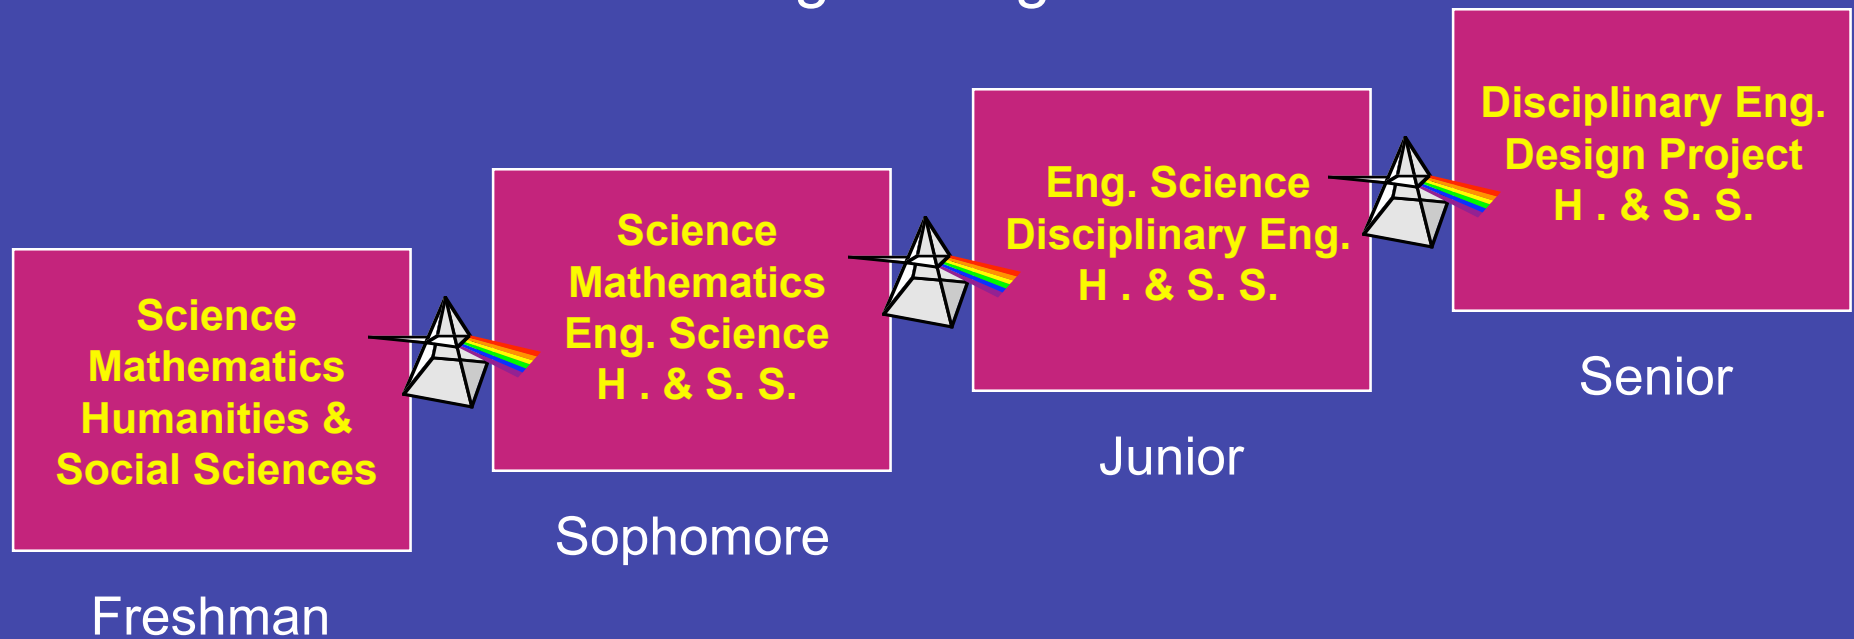 Science
Mathematics
Humanities &
Social Sciences
Freshman
Science
Mathematics
Eng. Science
H . & S. S.
Sophomore
Eng. Science
Disciplinary Eng.
H . & S. S.
Junior
Disciplinary Eng.
Design Project
H . & S. S.
Senior